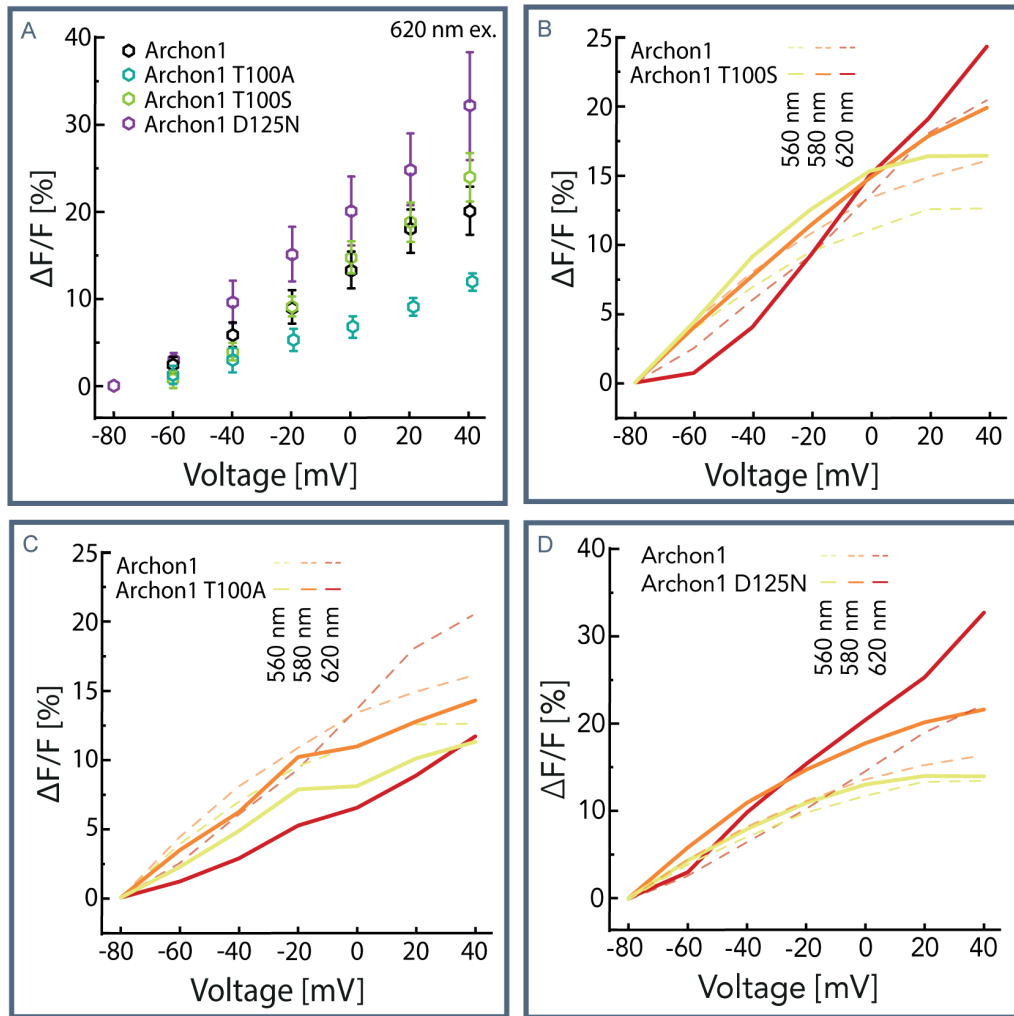 A
620 nm ex.
Archon1
Archon1 T100A
Archon1 T100S
Archon1 D125N
40
30
20
10
0
ΔF/F [%]
-80 -60 -40 -20 0 20 40
Voltage [mV]
B
Archon1
Archon1 T100S
560 nm
580 nm
620 nm
25
20
15
10
5
0
ΔF/F [%]
-80 -60 -40 -20 0 20 40
Voltage [mV]
C
Archon1
Archon1 T100A
560 nm
580 nm
620 nm
25
20
15
10
5
0
ΔF/F [%]
-80 -60 -40 -20 0 20 40
Voltage [mV]
D
Archon1
Archon1 D125N
560 nm
580 nm
620 nm
40
30
20
10
0
ΔF/F [%]
-80 -60 -40 -20 0 20 40
Voltage [mV]